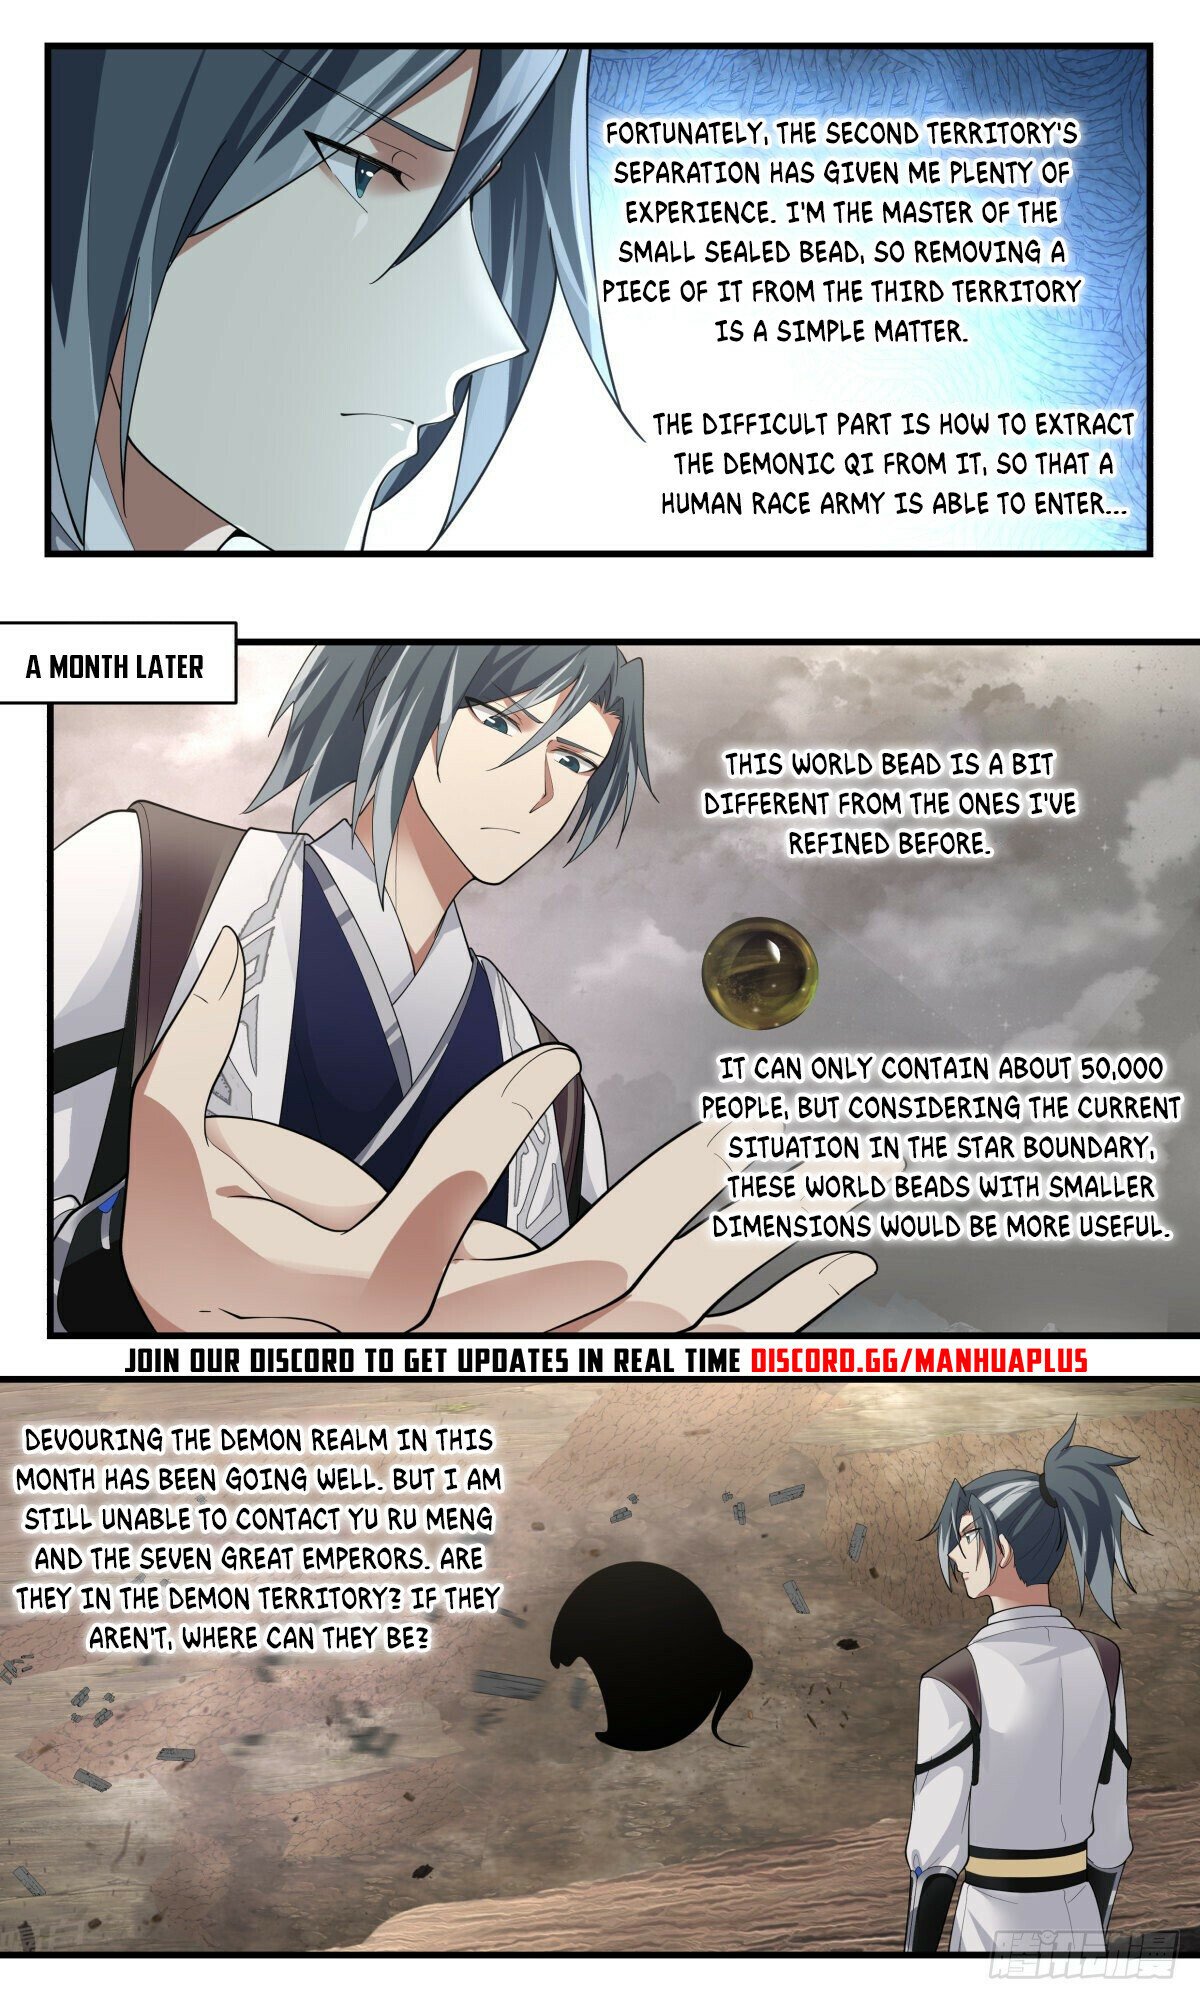 FORTUNATELY, THE SECOND TERRITORY'S
SEPARATION HAS GIVEN ME PLENTY OF
EXPERIENCE. I'M THE MASTER OF THE
SMALL SEALED BEAD, SO REMOVING A
PIECE OF IT FROM THE THIRD TERRITORY
IS A SIMPLE MATTER.
THE DIFFICULT PART IS HOW TO EXTRACT
THE DEMONIC QI FROM IT, SO THAT A
HUMAN RACE ARMY IS ABLE TO ENTER...
A MONTH LATER
THIS WORLD BEAD IS A BIT
DIFFERENT FROM THE ONES I'VE
REFINED BEFORE.
IT CAN ONLY CONTAIN ABOUT 50,000
PEOPLE, BUT CONSIDERING THE CURRENT
SITUATION IN THE STAR BOUNDARY,
THESE WORLD BEADS WITH SMALLER
DIMENSIONS WOULD BE MORE USEFUL.
JOIN OUR DISCORD TO GET UPDATES IN REAL TIME DISCORD.GG/MANHUAPLUS
DEVOURING THE DEMON REALM IN THIS
MONTH HAS BEEN GOING WELL. BUT I AM
STILL UNABLE TO CONTACT YU RU MENG
AND THE SEVEN GREAT EMPERORS. ARE
THEY IN THE DEMON TERRITORY? IF THEY
AREN'T, WHERE CAN THEY BE?
腾讯动漫